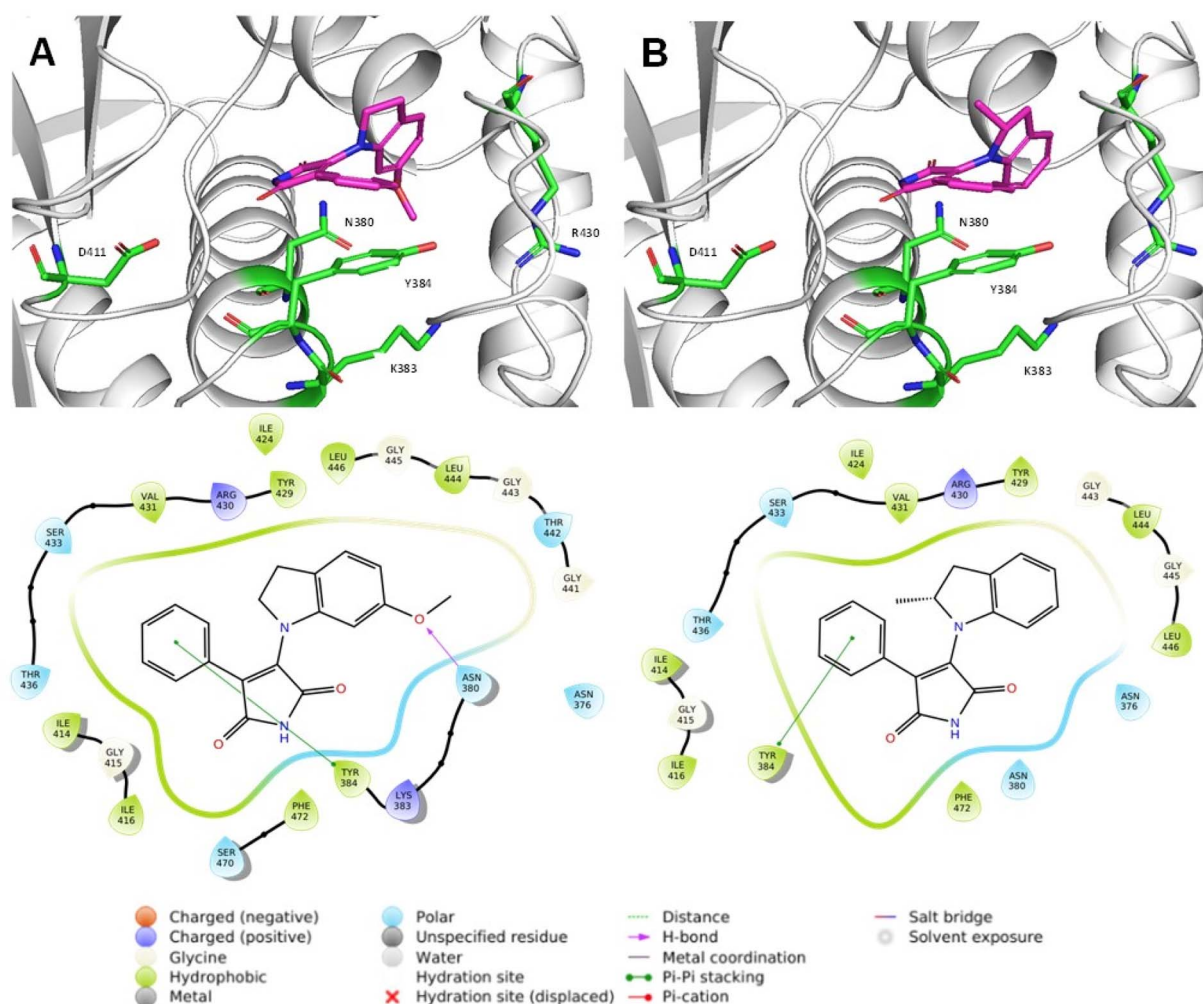 A
N380
D411
R430
Y384
K383
B
N380
D411
Y384
K383
ILE
424
LEU
446
GLY
445
LEU
444
GLY
443
THR
442
GLY
441
TYR
429
ARG
430
VAL
431
SER
433
THR
436
ILE
414
GLY
415
ILE
416
N
O
O
N
H
O
ASN
380
ASN
376
TYR
384
LYS
383
PHE
472
SER
470
ILE
424
TYR
429
ARG
430
VAL
431
SER
433
GLY
443
LEU
444
GLY
445
LEU
446
THR
436
ILE
414
GLY
415
ILE
416
N
O
O
N
H
ASN
376
ASN
380
TYR
384
PHE
472
Charged (negative)
Charged (positive)
Glycine
Hydrophobic
Metal
Polar
Unspecified residue
Water
Hydration site
Hydration site (displaced)
Distance
H-bond
Metal coordination
Pi-Pi stacking
Pi-cation
Salt bridge
Solvent exposure